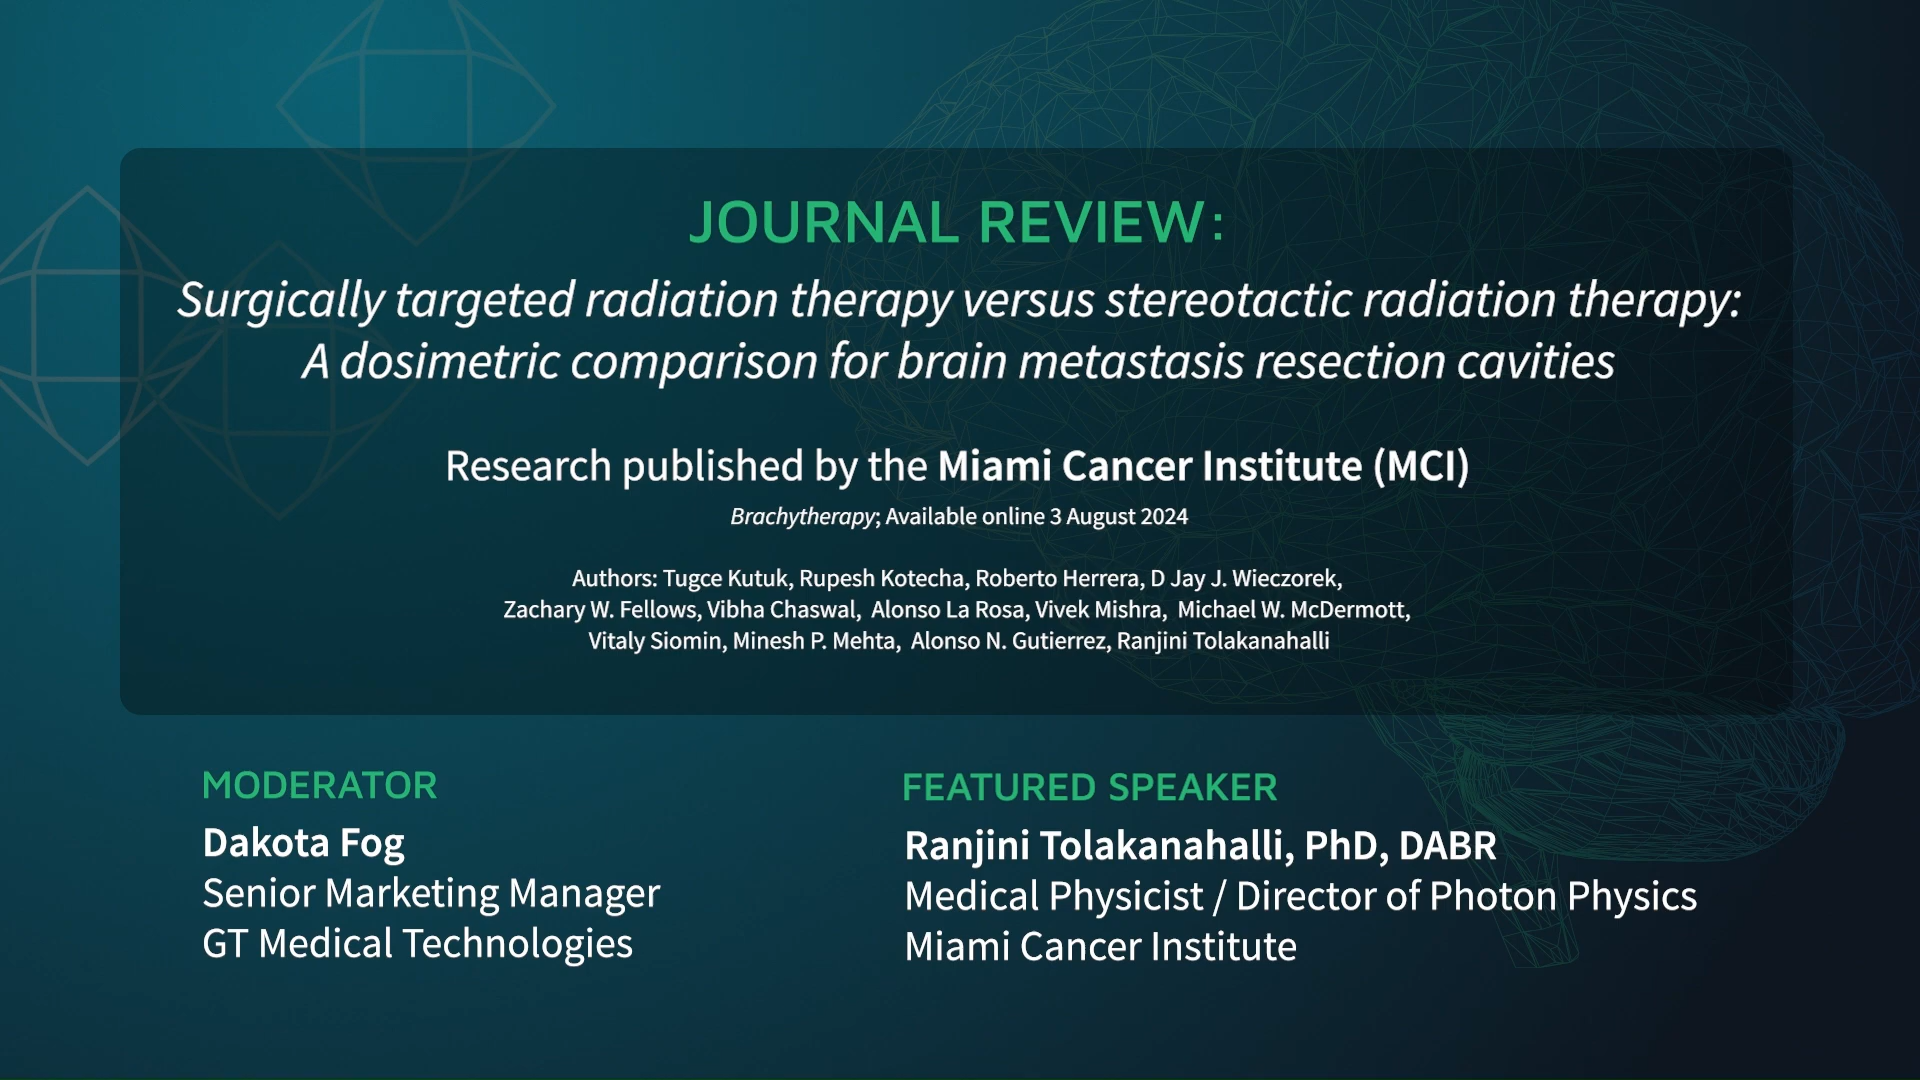 JOURNAL REVIEW:
Surgically targeted radiation therapy versus stereotactic radiation therapy:
A dosimetric comparison for brain metastasis resection cavities
Research published by the Miami Cancer Institute (MCI)
Brachytherapy; Available online 3 August 2024
Authors: Tugce Kutuk, Rupesh Kotecha, Roberto Herrera, D Jay J. Wieczorek,
Zachary W. Fellows, Vibha Chaswal, Alonso La Rosa, Vivek Mishra, Michael W. McDermott,
Vitaly Siomin, Minesh P. Mehta, Alonso N. Gutierrez, Ranjini Tolakanahalli
MODERATOR
Dakota Fog
Senior Marketing Manager
GT Medical Technologies
FEATURED SPEAKER
Ranjini Tolakanahalli, PhD, DABR
Medical Physicist / Director of Photon Physics
Miami Cancer Institute